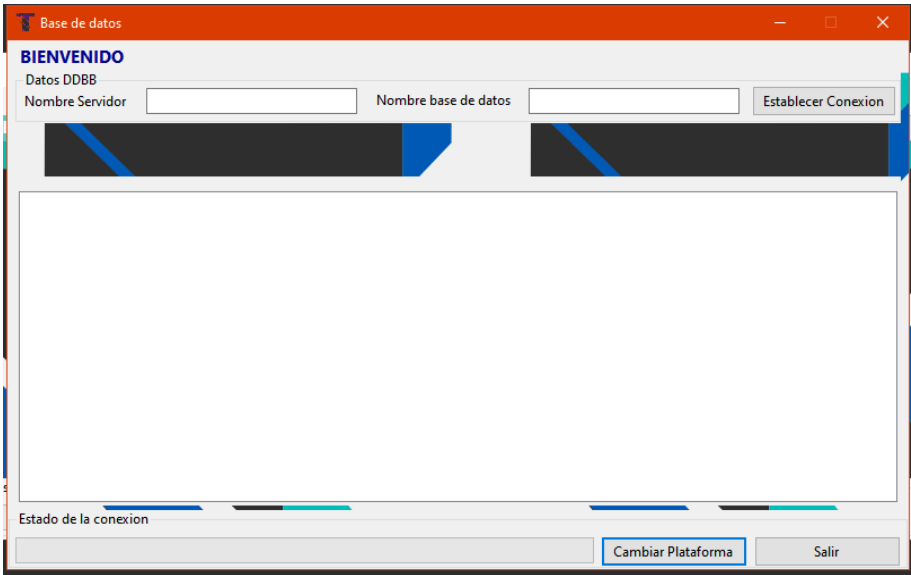 Base de datos
BIENVENIDO
Datos DDBB
Nombre Servidor Nombre base de datos Establecer Conexion
Estado de la conexion
Cambiar Plataforma Salir